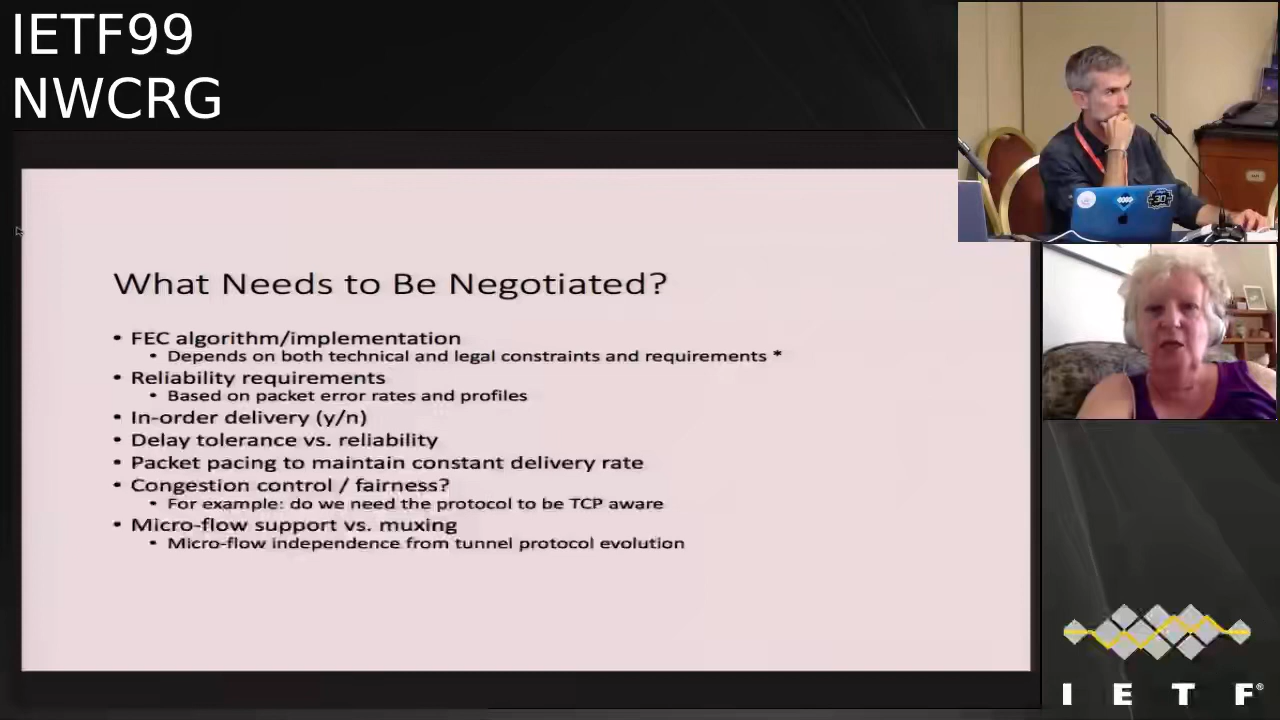 IETF99
NWCRG
What Needs to Be Negotiated?
• FEC algorithm/implementation
• Depends on both technical and legal constraints and requirements *
• Reliability requirements
• Based on packet error rates and profiles
• In-order delivery (y/n)
• Delay tolerance vs. reliability
• Packet pacing to maintain constant delivery rate
• Congestion control / fairness?
• For example: do we need the protocol to be TCP aware
• Micro-flow support vs. muxing
• Micro-flow independence from tunnel protocol evolution
30
I E T F®